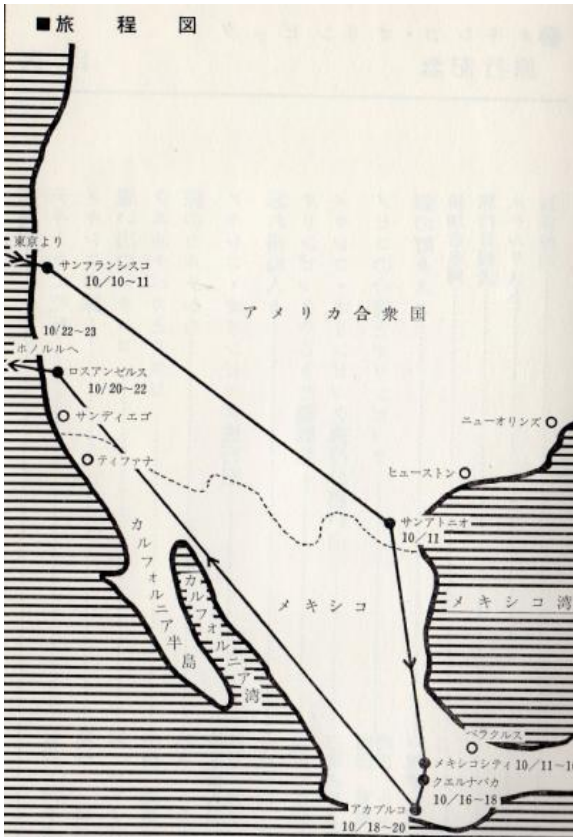 ■旅程図
東京より
サンフランシスコ
10/10~11
アメリカ合衆国
10/22~23
ホノルルへ
ロスアンゼルス
10/20~22
サンディエゴ
ニューオリンズ
ティファナ
ヒューストン
サンアトニオ
10/11
カルフォルニア半島
カルフォルニア湾
メキシコ
メキシコ湾
ベラクルス
メキシコシティ 10/11~1
クエルナバカ
10/16~18
アカプルコ
10/18~20